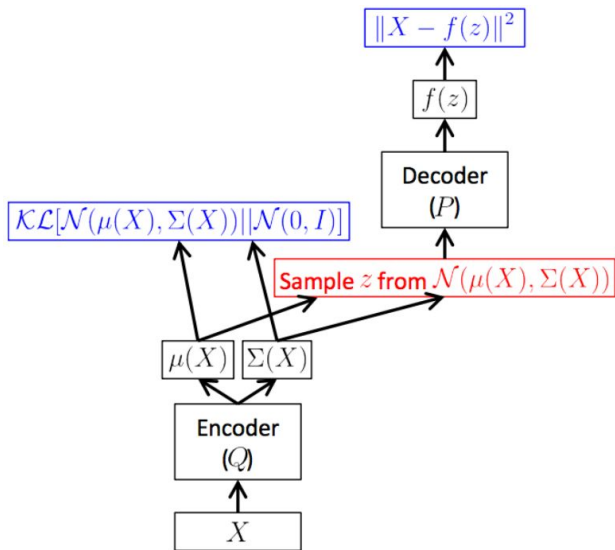 ‖X − f(z)‖²
f(z)
Decoder
(P)
𝒦ℒ[𝒩(μ(X), Σ(X))||𝒩(0, I)]
Sample z from 𝒩(μ(X), Σ(X))
μ(X)
Σ(X)
Encoder
(Q)
X